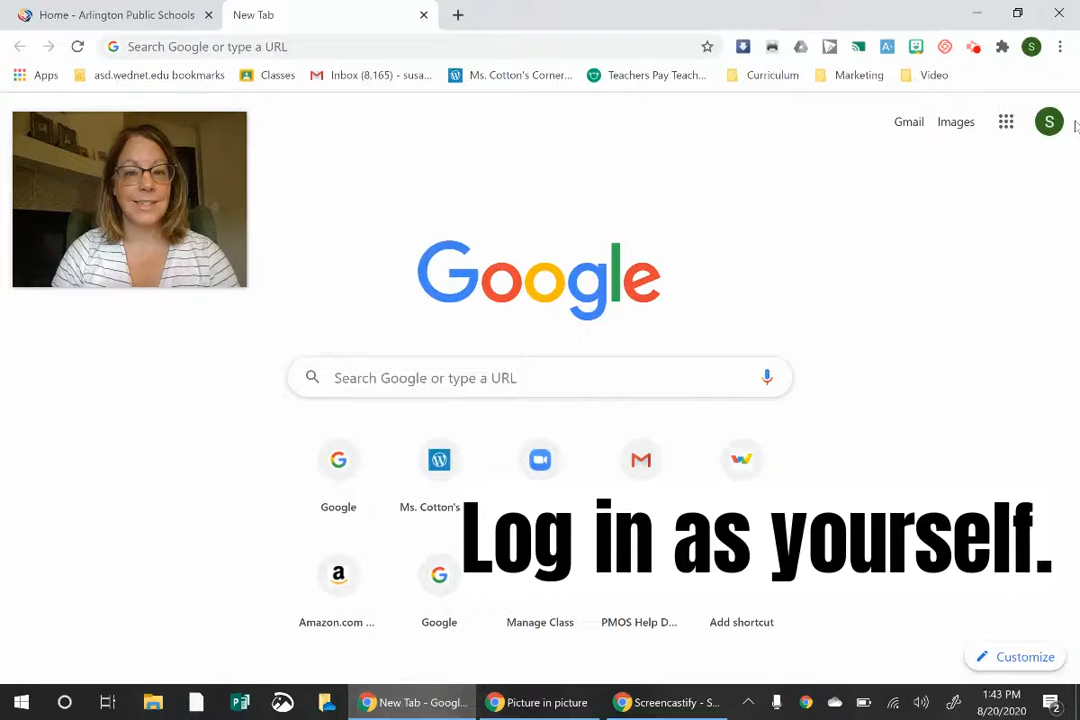 Home - Arlington Public Schools
New Tab
Search Google or type a URL
Apps
asd.wednet.edu bookmarks
Classes
Inbox (8,165) - susa...
Ms. Cotton's Corner...
Teachers Pay Teach...
Curriculum
Marketing
Video
S
Gmail
Images
S
Google
Search Google or type a URL
Google
Ms. Cotton's
Log in as yourself.
Amazon.com ...
Google
Manage Class
PMOS Help D...
Add shortcut
Customize
New Tab - Googl...
Picture in picture
Screencastify - S...
1:43 PM
8/20/2020
2